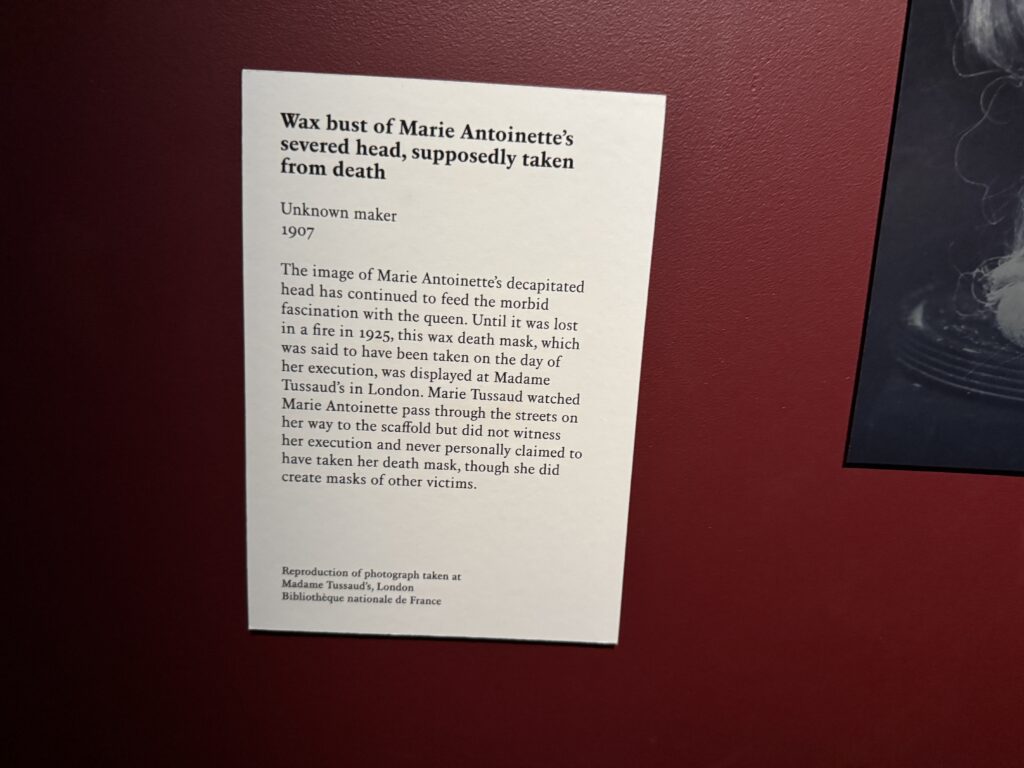 Wax bust of Marie Antoinette's
severed head, supposedly taken
from death
Unknown maker
1907
The image of Marie Antoinette's decapitated
head has continued to feed the morbid
fascination with the queen. Until it was lost
in a fire in 1925, this wax death mask, which
was said to have been taken on the day of
her execution, was displayed at Madame
Tussaud's in London. Marie Tussaud watched
Marie Antoinette pass through the streets on
her way to the scaffold but did not witness
her execution and never personally claimed to
have taken her death mask, though she did
create masks of other victims.
Reproduction of photograph taken at
Madame Tussaud's, London
Bibliothèque nationale de France